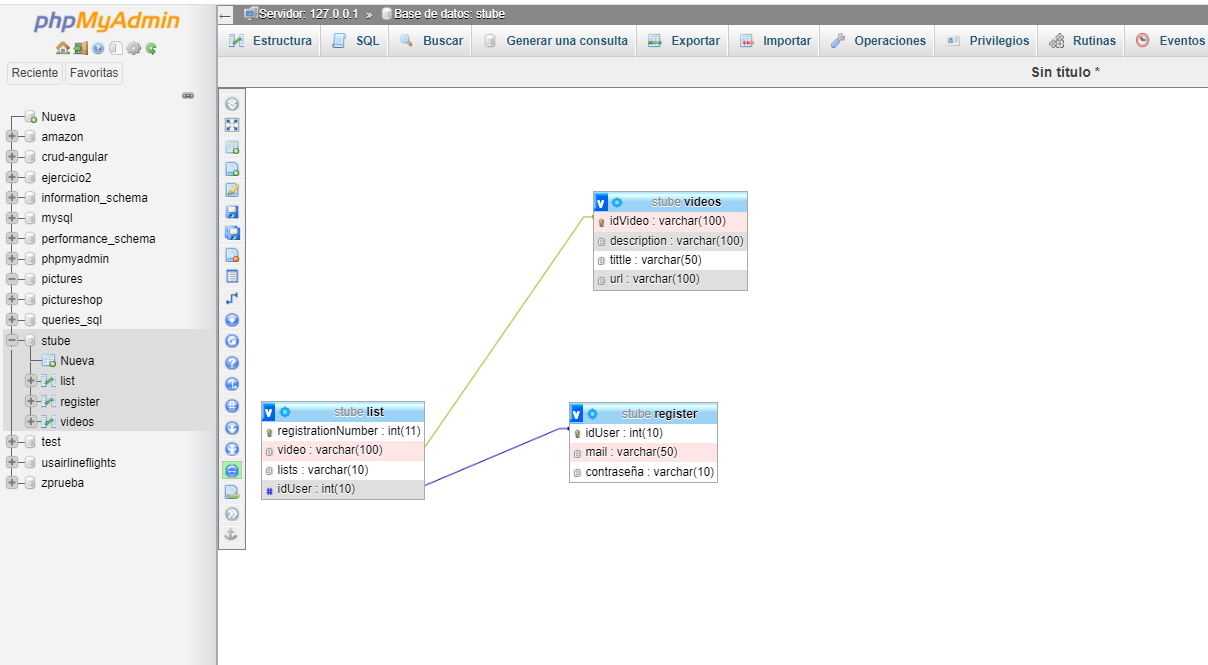 phpMyAdmin
Reciente Favoritas
Nueva
amazon
crud-angular
ejercicio2
information_schema
mysql
performance_schema
phpmyadmin
pictures
pictureshop
queries_sql
stube
Nueva
list
register
videos
test
usairlineflights
zprueba
Servidor: 127.0.0.1 » Base de datos: stube
Estructura SQL Buscar Generar una consulta Exportar Importar Operaciones Privilegios Rutinas Eventos
Sin título *
v stube videos
idVideo : varchar(100)
description : varchar(100)
tittle : varchar(50)
url : varchar(100)
v stube list
registrationNumber : int(11)
video : varchar(100)
lists : varchar(10)
# idUser : int(10)
v stube register
idUser : int(10)
mail : varchar(50)
contraseña : varchar(10)